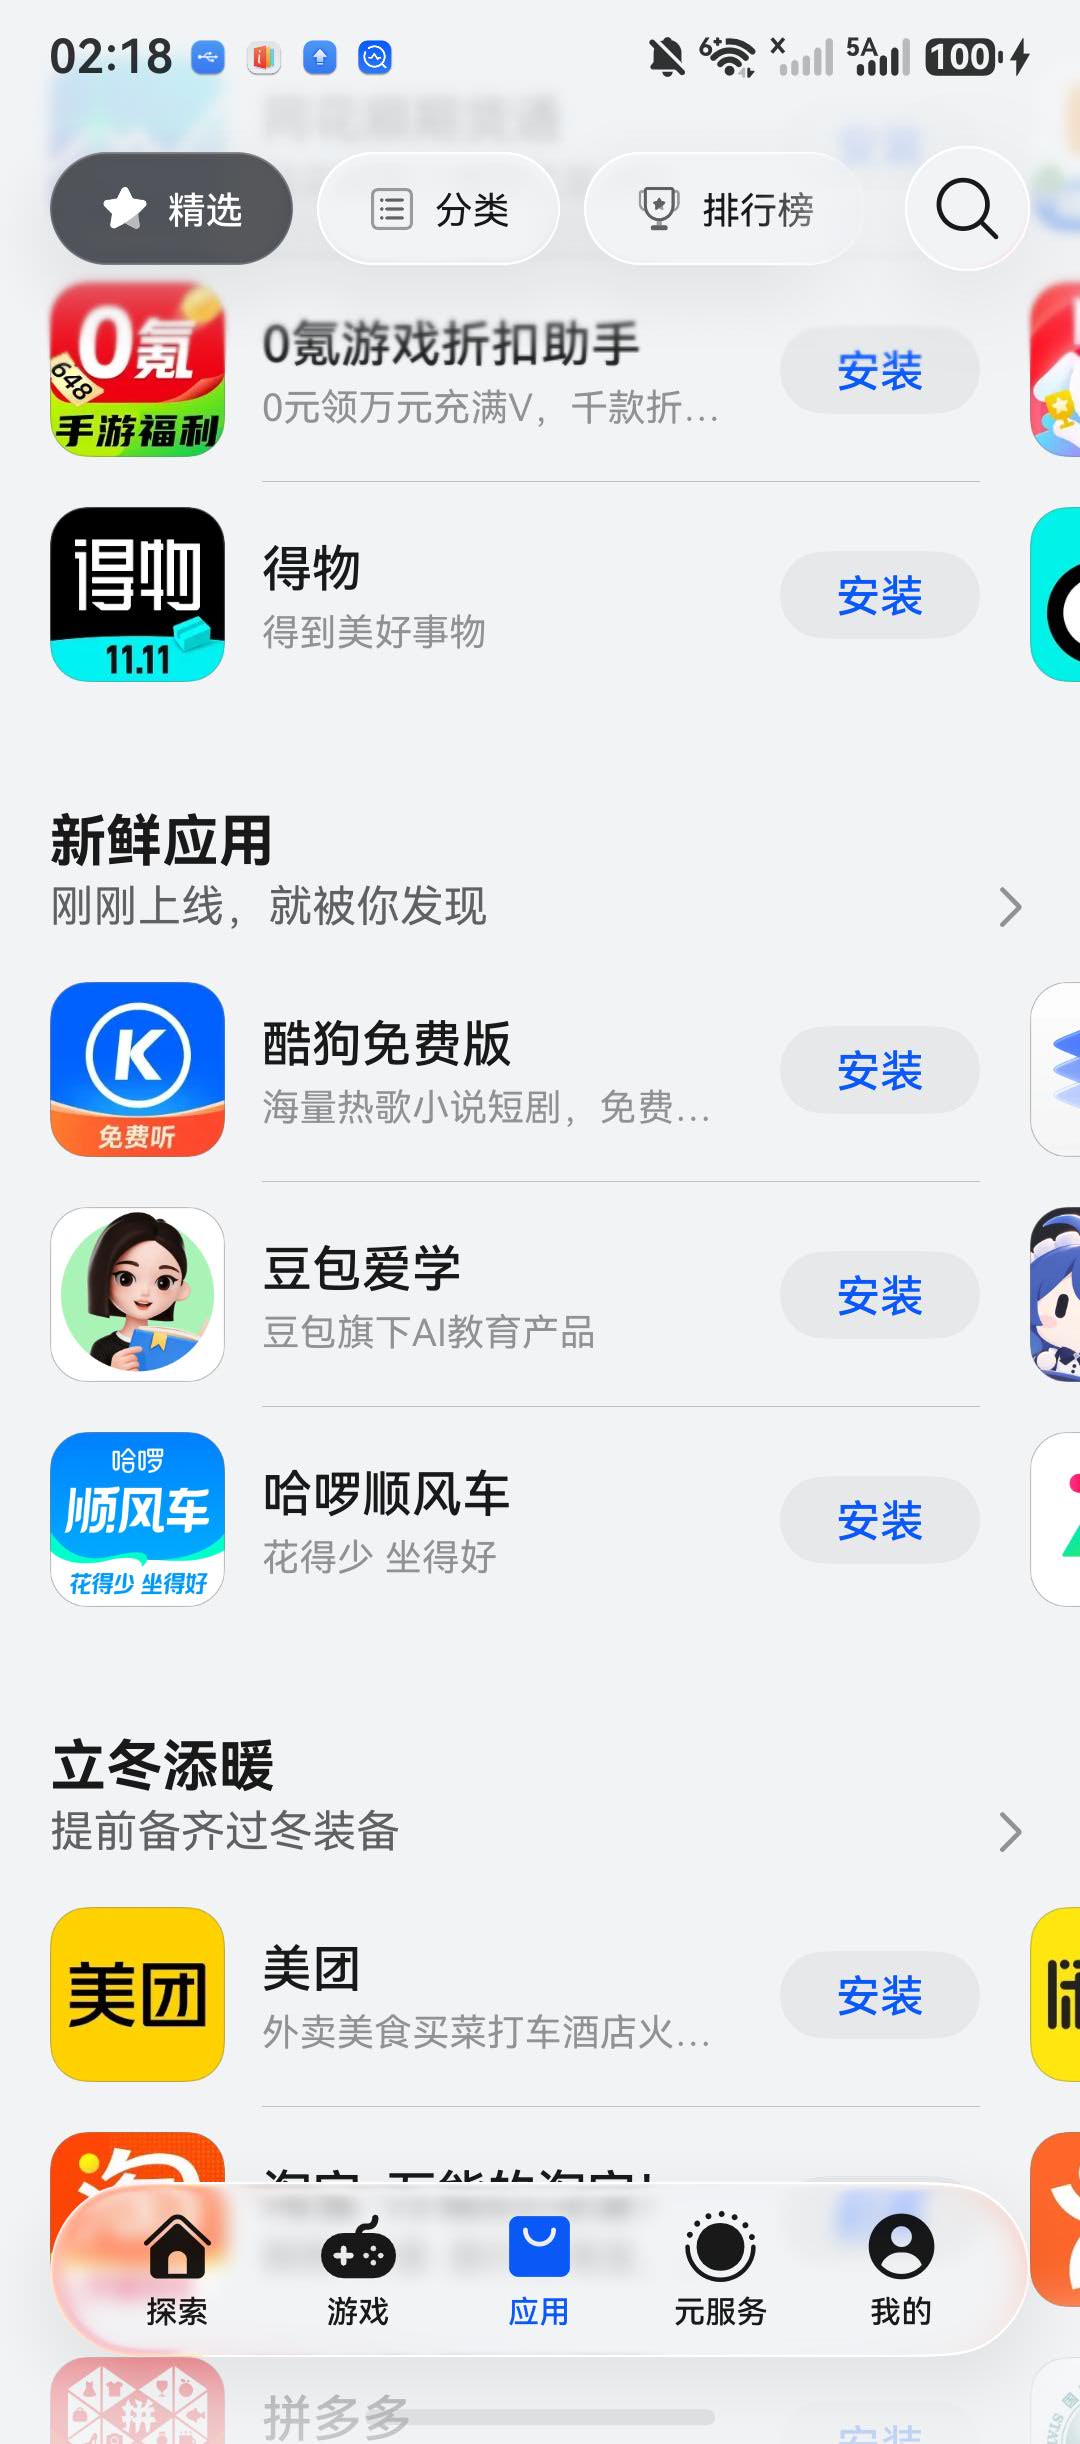 02:18
5A
100
精选
分类
排行榜
0氪
648
手游福利
0氪游戏折扣助手
0元领万元充满V，千款折...
安装
得物
11.11
得物
得到美好事物
安装
新鲜应用
刚刚上线，就被你发现
K
免费听
酷狗免费版
海量热歌小说短剧，免费...
安装
豆包爱学
豆包旗下AI教育产品
安装
哈啰
顺风车
花得少 坐得好
哈啰顺风车
花得少 坐得好
安装
立冬添暖
提前备齐过冬装备
美团
美团
外卖美食买菜打车酒店火...
安装
探索
游戏
应用
元服务
我的
拼
拼多多
安装